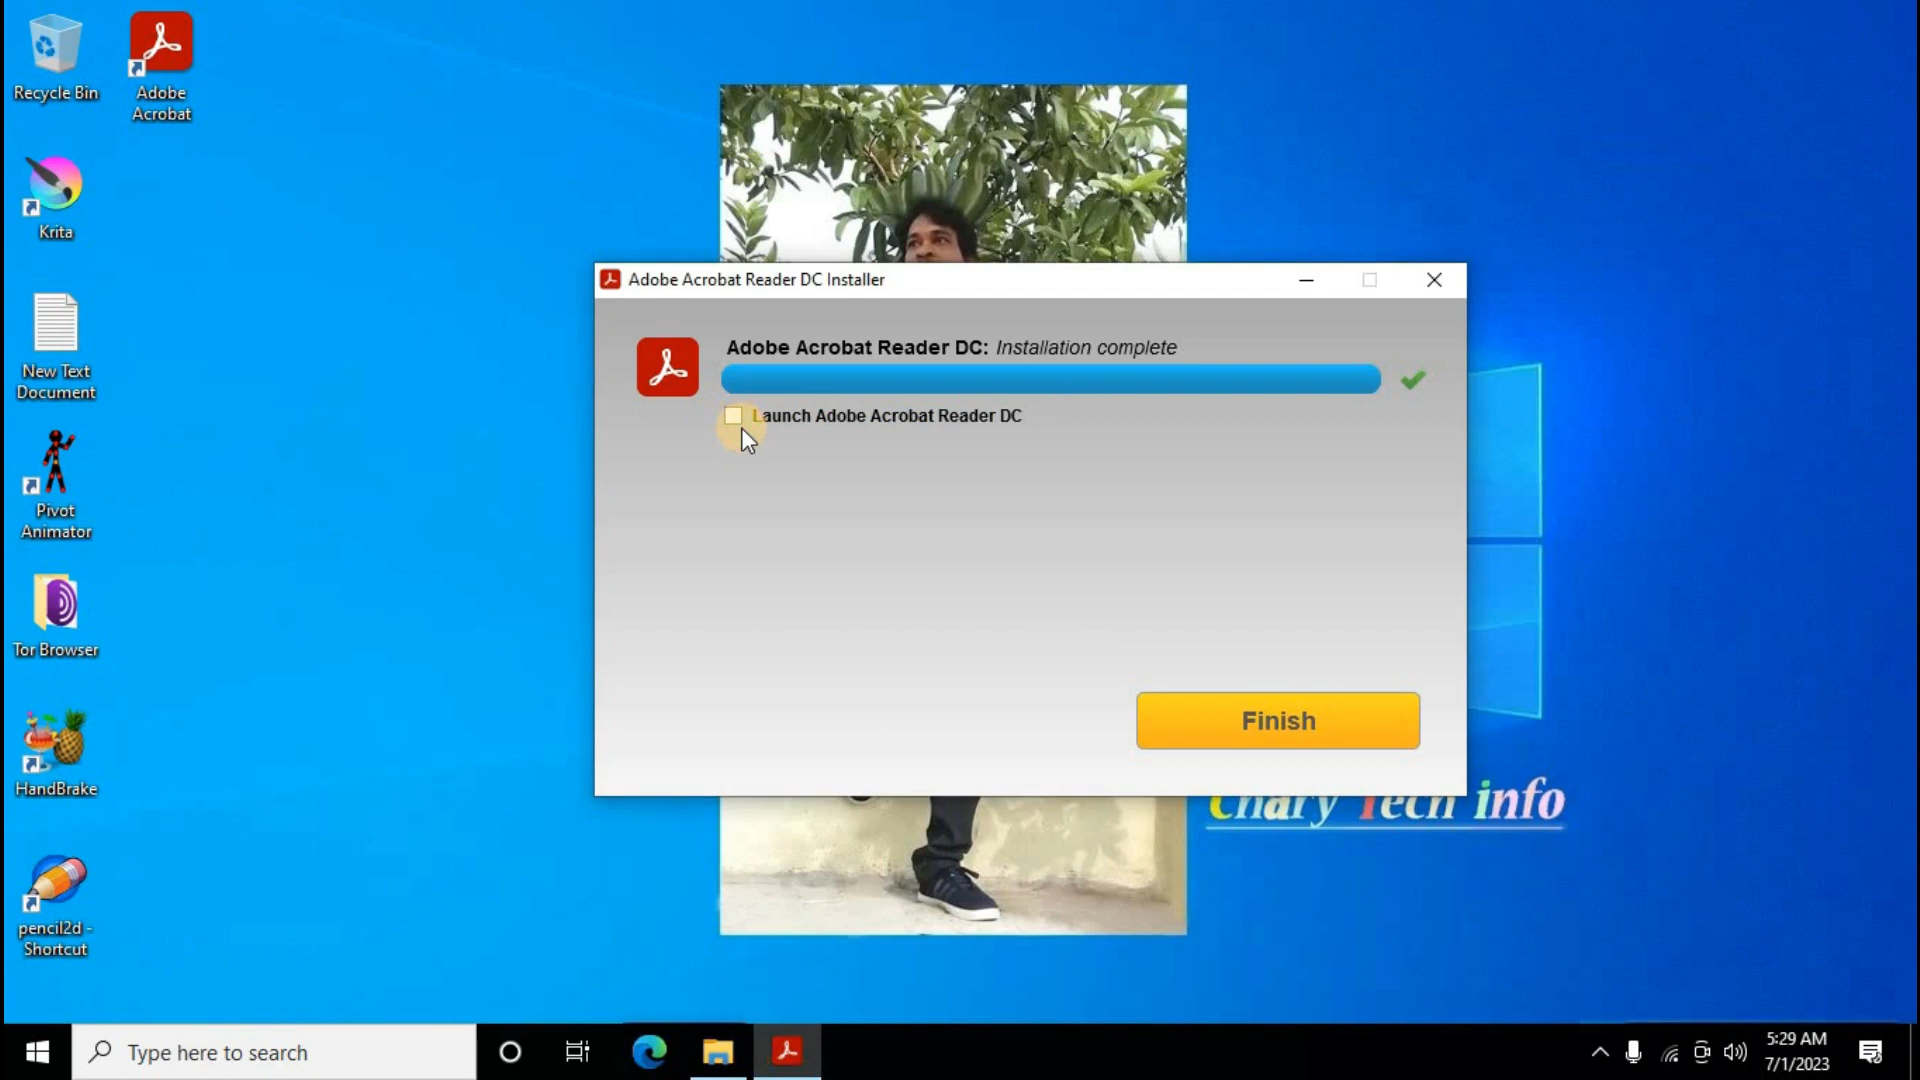 Recycle Bin
Adobe
Acrobat
Krita
New Text
Document
Pivot
Animator
Tor Browser
HandBrake
pencil2d -
Shortcut
Adobe Acrobat Reader DC Installer
Adobe Acrobat Reader DC: Installation complete
Launch Adobe Acrobat Reader DC
Finish
Chary Tech info
Type here to search
5:29 AM
7/1/2023